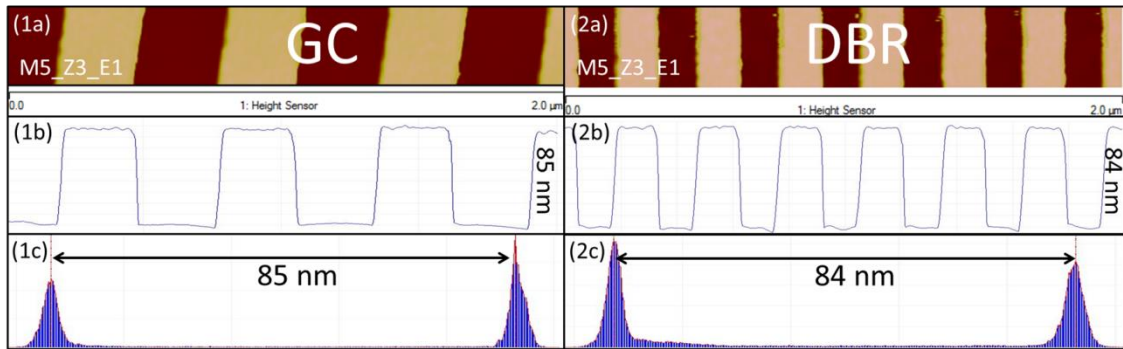 (1a)
GC
M5_Z3_E1
0.0
1: Height Sensor
2.0 µm
(1b)
85 nm
(1c)
85 nm
(2a)
DBR
M5_Z3_E1
0.0
1: Height Sensor
2.0 µm
(2b)
84 nm
(2c)
84 nm